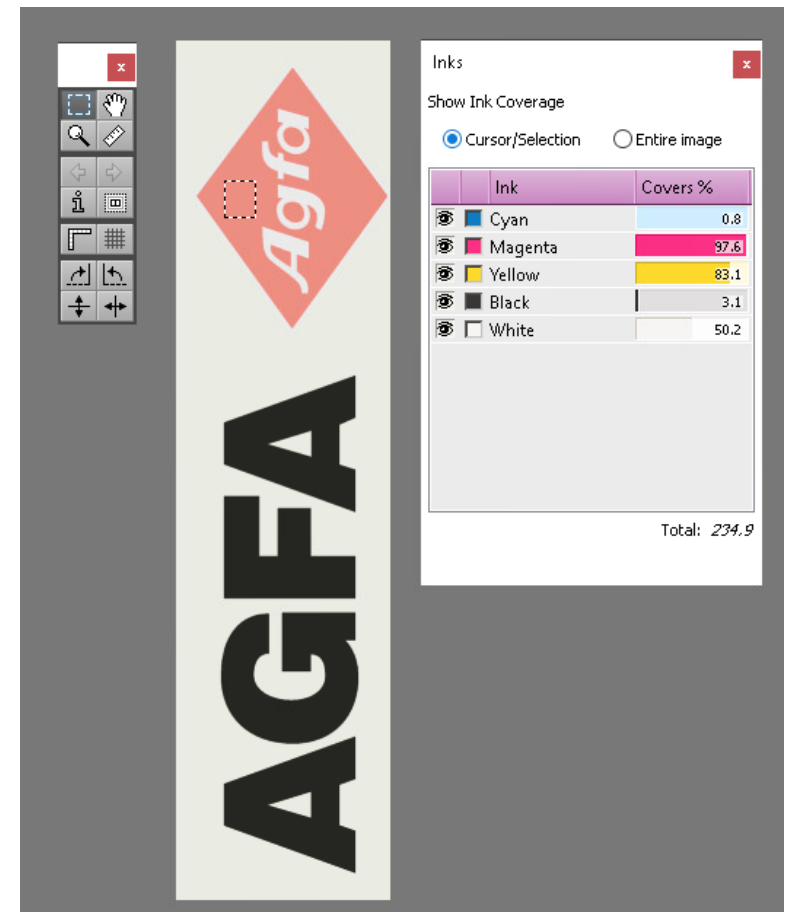 Agfa
AGFA
Inks
Show Ink Coverage
Cursor/Selection Entire image
Ink Covers %
Cyan 0.8
Magenta 97.6
Yellow 83.1
Black 3.1
White 50.2
Total: 234.9